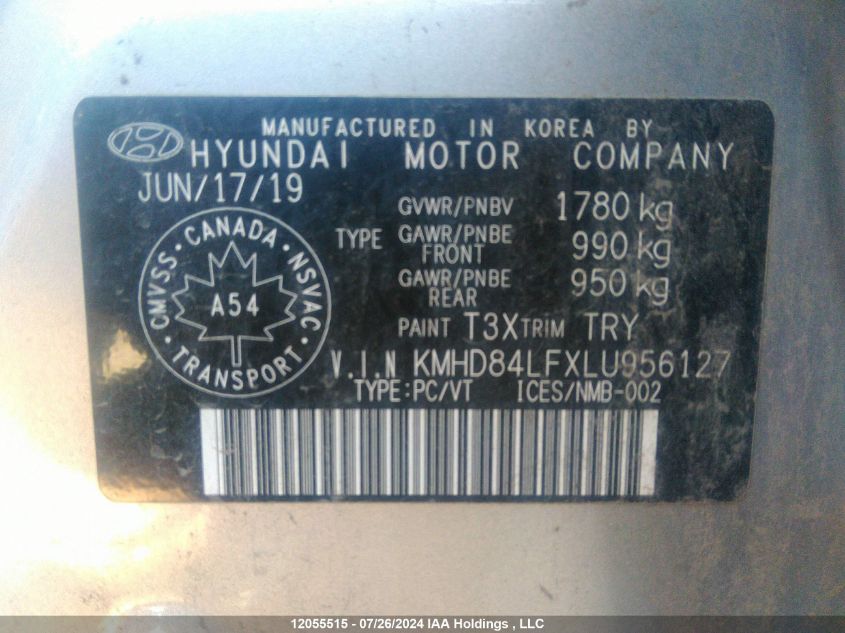 MANUFACTURED IN KOREA BY
HYUNDAI MOTOR COMPANY
JUN/17/19
GVWR/PNBV 1780 kg
TYPE GAWR/PNBE FRONT 990 kg
GAWR/PNBE REAR 950 kg
PAINT T3X TRIM TRY
CMVSS · CANADA · NSVAC · TRANSPORT ·
A54
V.I.N KMHD84LFXLU956127
TYPE:PC/VT ICES/NMB-002
12055515 - 07/26/2024 IAA Holdings , LLC